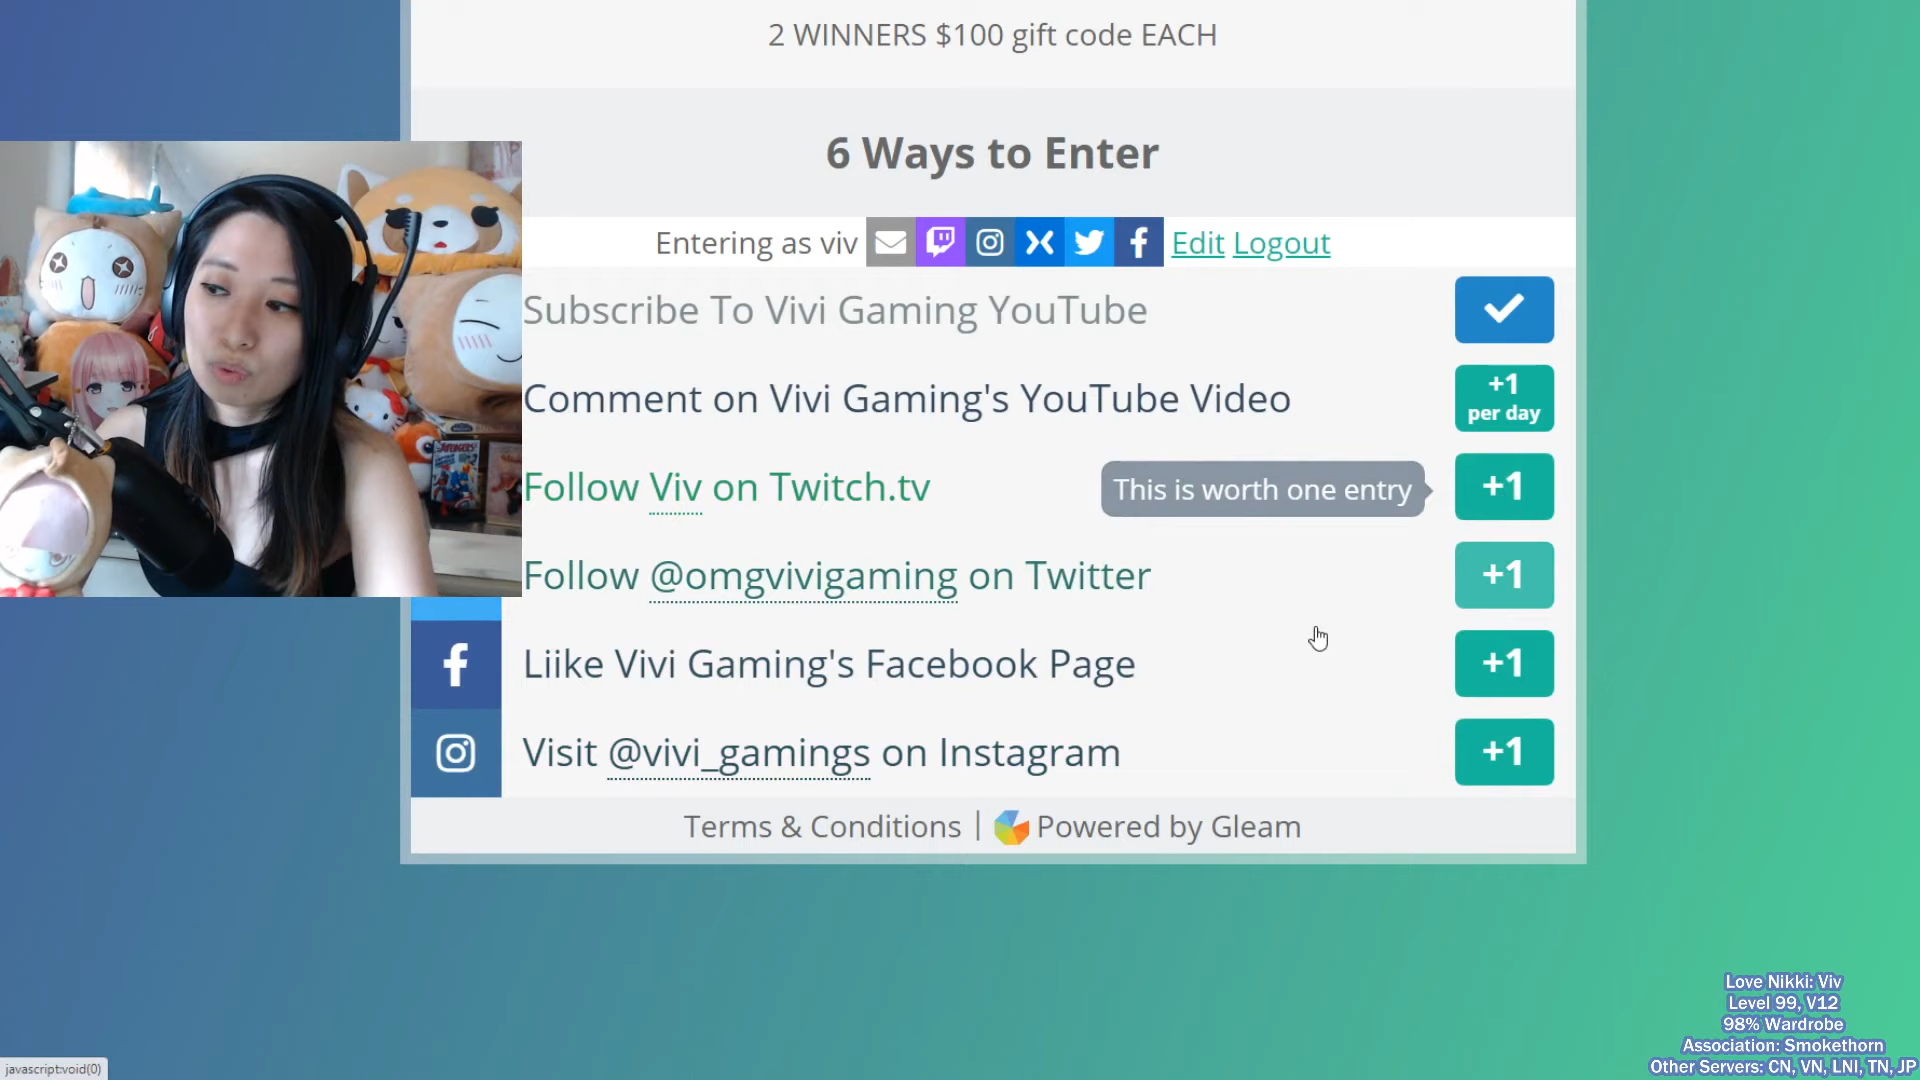 2 WINNERS $100 gift code EACH
6 Ways to Enter
Entering as viv Edit Logout
Subscribe To Vivi Gaming YouTube
Comment on Vivi Gaming's YouTube Video +1 per day
Follow Viv on Twitch.tv This is worth one entry +1
Follow @omgvivigaming on Twitter +1
Liike Vivi Gaming's Facebook Page +1
Visit @vivi_gamings on Instagram +1
Terms & Conditions | Powered by Gleam
Love Nikki: Viv
Level 99, V12
98% Wardrobe
Association: Smokethorn
Other Servers: CN, VN, LNI, TN, JP
javascript:void(0)